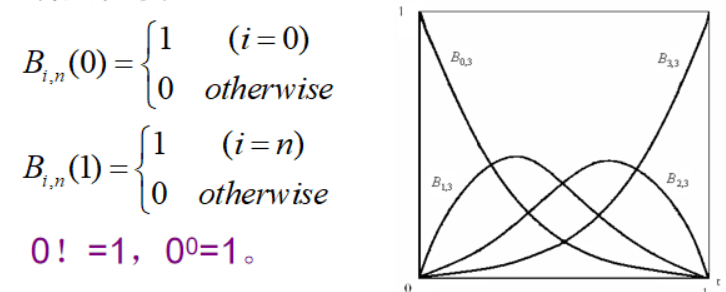 B_{i,n}(0) = { 1 (i = 0)
0 otherwise
B_{i,n}(1) = { 1 (i = n)
0 otherwise
0！=1，0⁰=1。
1
B_{0,3}
B_{3,3}
B_{1,3}
B_{2,3}
0
t